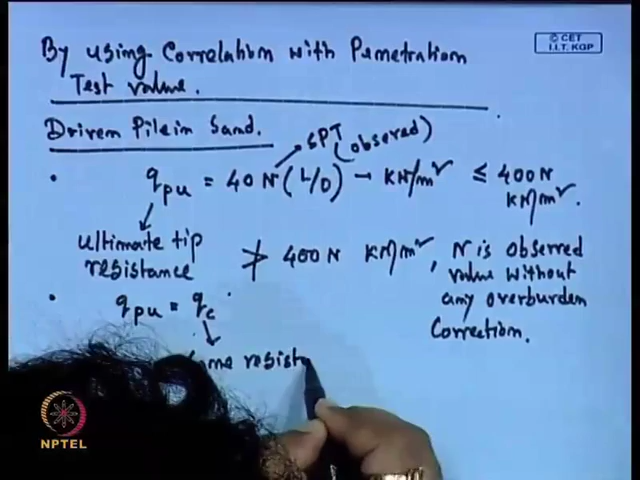 © CET
I.I.T. KGP
By using Correlation with Penetration
Test value.
Driven Pile in Sand.
SPT
(observed)
• qpu = 40 N (L/D) – kN/m² ≤ 400 N
kN/m².
ultimate tip
resistance
≯ 400 N kN/m², N is observed
value without
any overburden
Correction.
• qpu = qc
resist
NPTEL